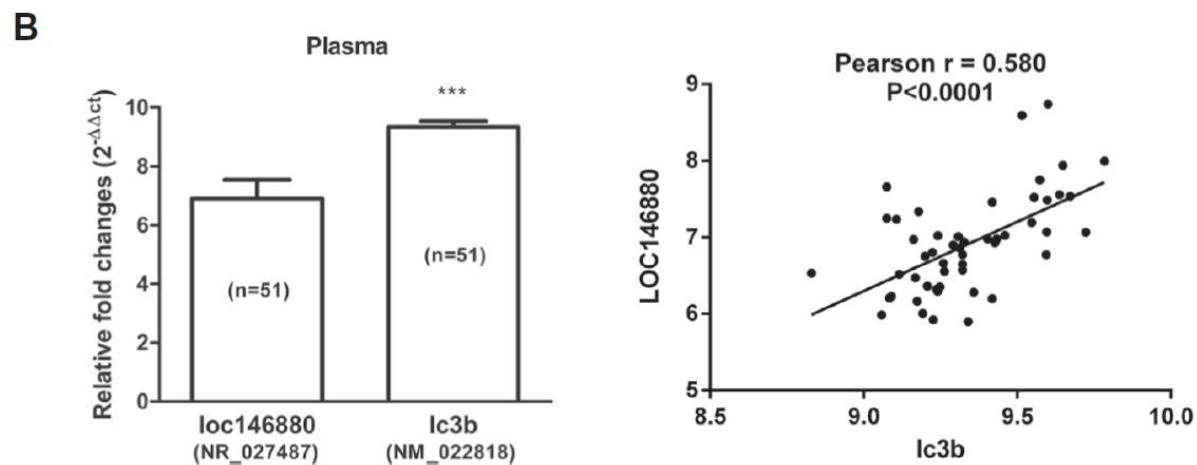 B
Plasma
Relative fold changes (2^-ΔΔct)
10
8
6
4
2
0
***
(n=51)
(n=51)
loc146880
(NR_027487)
lc3b
(NM_022818)
Pearson r = 0.580
P<0.0001
LOC146880
9
8
7
6
5
8.5
9.0
9.5
10.0
lc3b